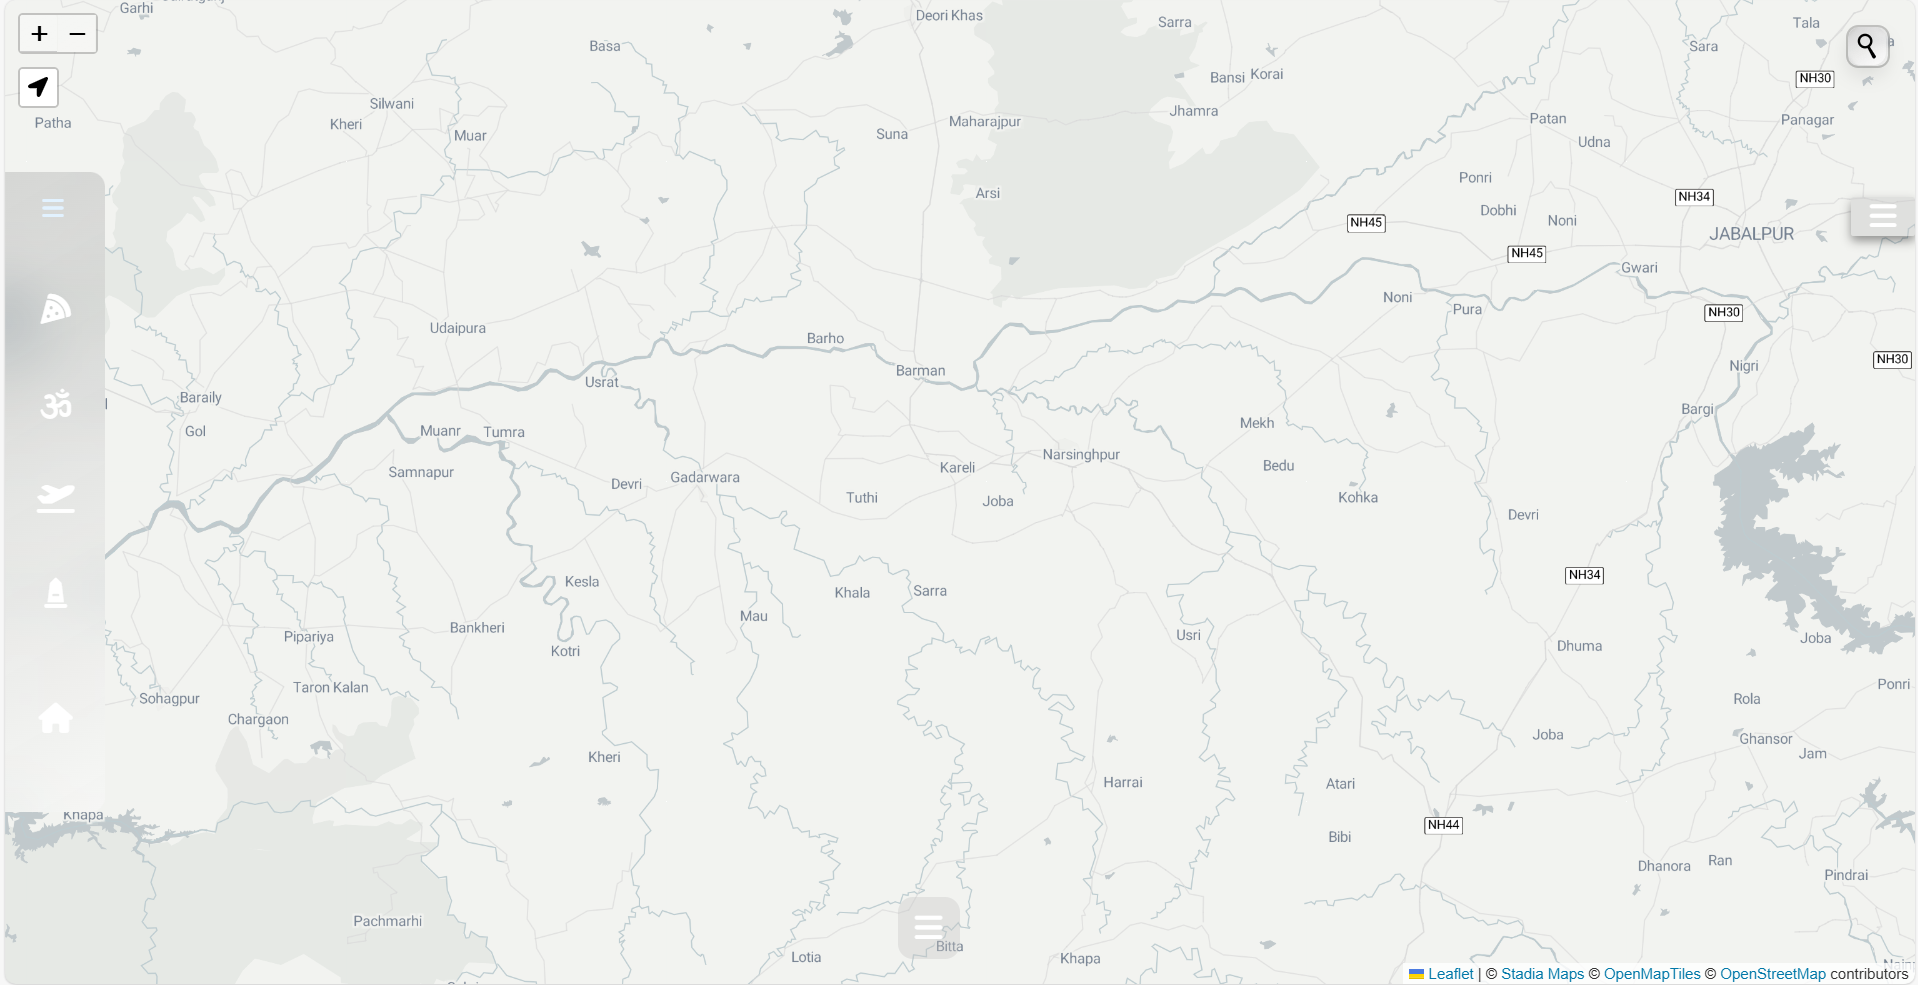 Garhi
Deori Khas
Sarra
Tala
+ −
Basa
Sara
Bansi
Korai
NH30
Silwani
Jhamra
Patha
Kheri
Muar
Suna
Maharajpur
Patan
Panagar
Udna
Ponri
Arsi
NH34
Dobhi
Noni
NH45
JABALPUR
NH45
Gwari
Noni
Pura
NH30
Udaipura
Barho
NH30
Barman
Nigri
Usrat
Baraily
Bargi
Gol
Muanr
Tumra
Mekh
Narsinghpur
Samnapur
Kareli
Bedu
Gadarwara
Devri
Tuthi
Joba
Kohka
Devri
NH34
Kesla
Khala
Sarra
Mau
Bankheri
Pipariya
Usri
Joba
Kotri
Dhuma
Taron Kalan
Ponri
Sohagpur
Rola
Chargaon
Joba
Ghansor
Jam
Kheri
Harrai
Atari
Khapa
NH44
Bibi
Dhanora
Ran
Pindrai
Pachmarhi
Bitta
Lotia
Khapa
Leaflet | © Stadia Maps © OpenMapTiles © OpenStreetMap contributors